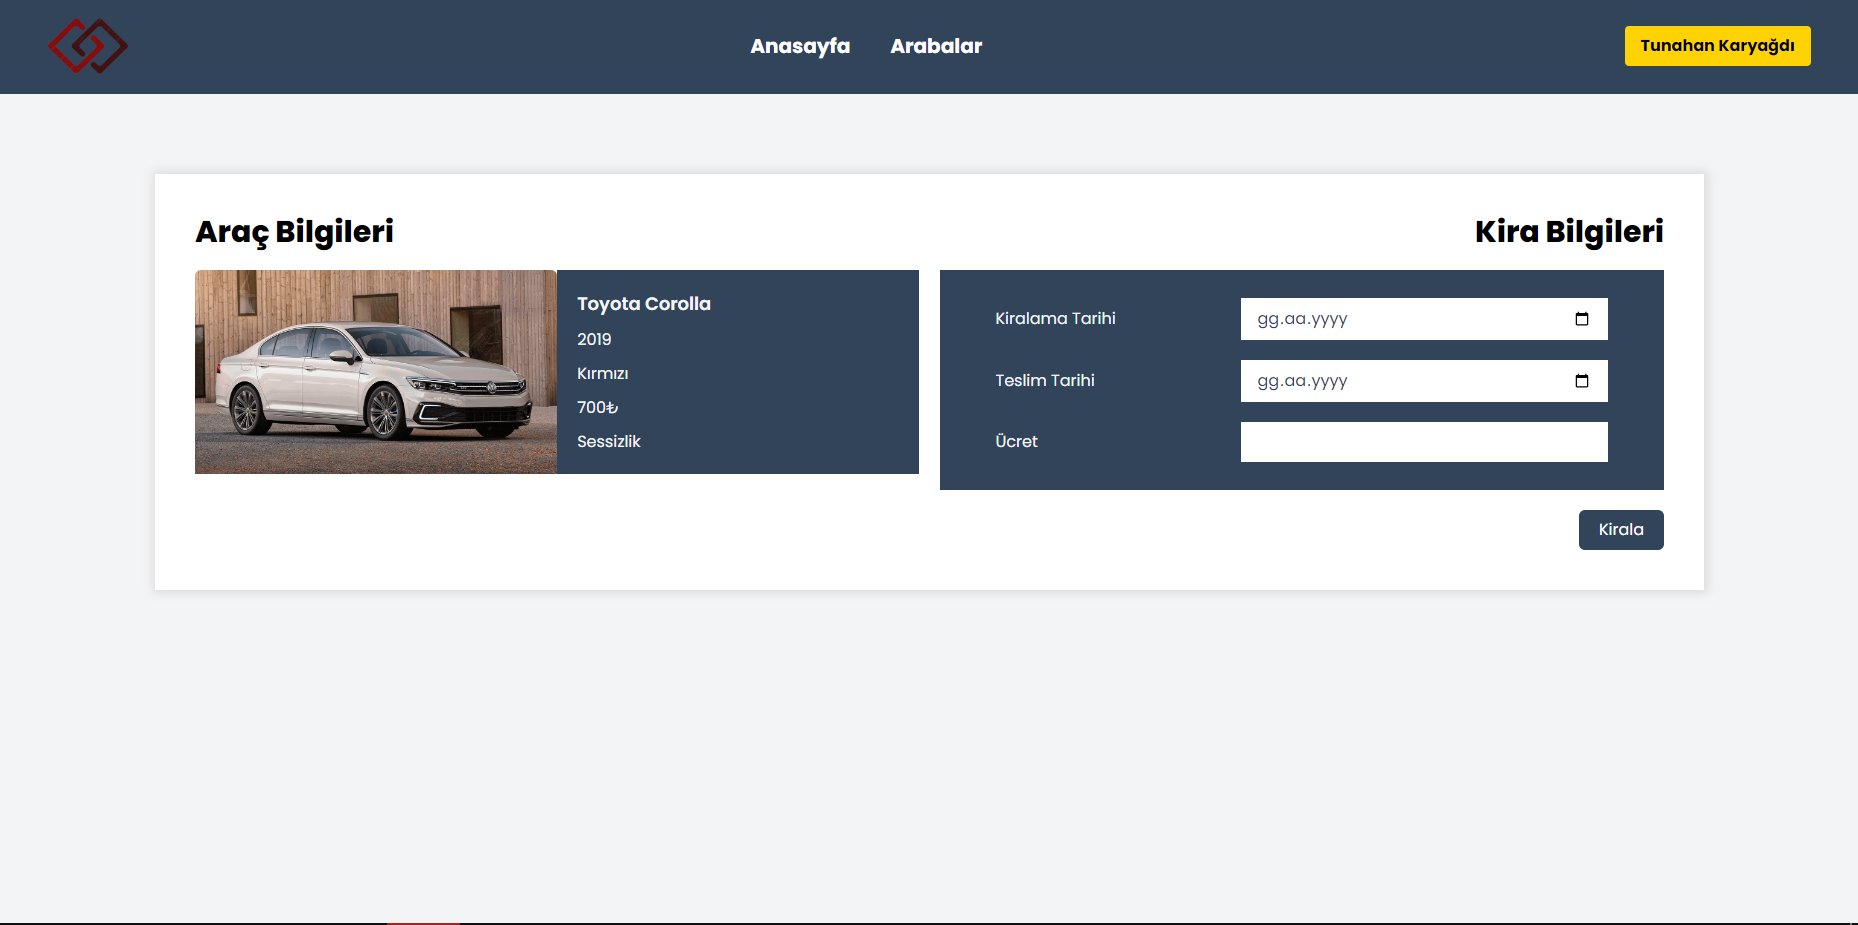 Anasayfa
Arabalar
Tunahan Karyağdı
Araç Bilgileri
Kira Bilgileri
Toyota Corolla
2019
Kırmızı
700₺
Sessizlik
Kiralama Tarihi
gg.aa.yyyy
Teslim Tarihi
gg.aa.yyyy
Ücret
Kirala